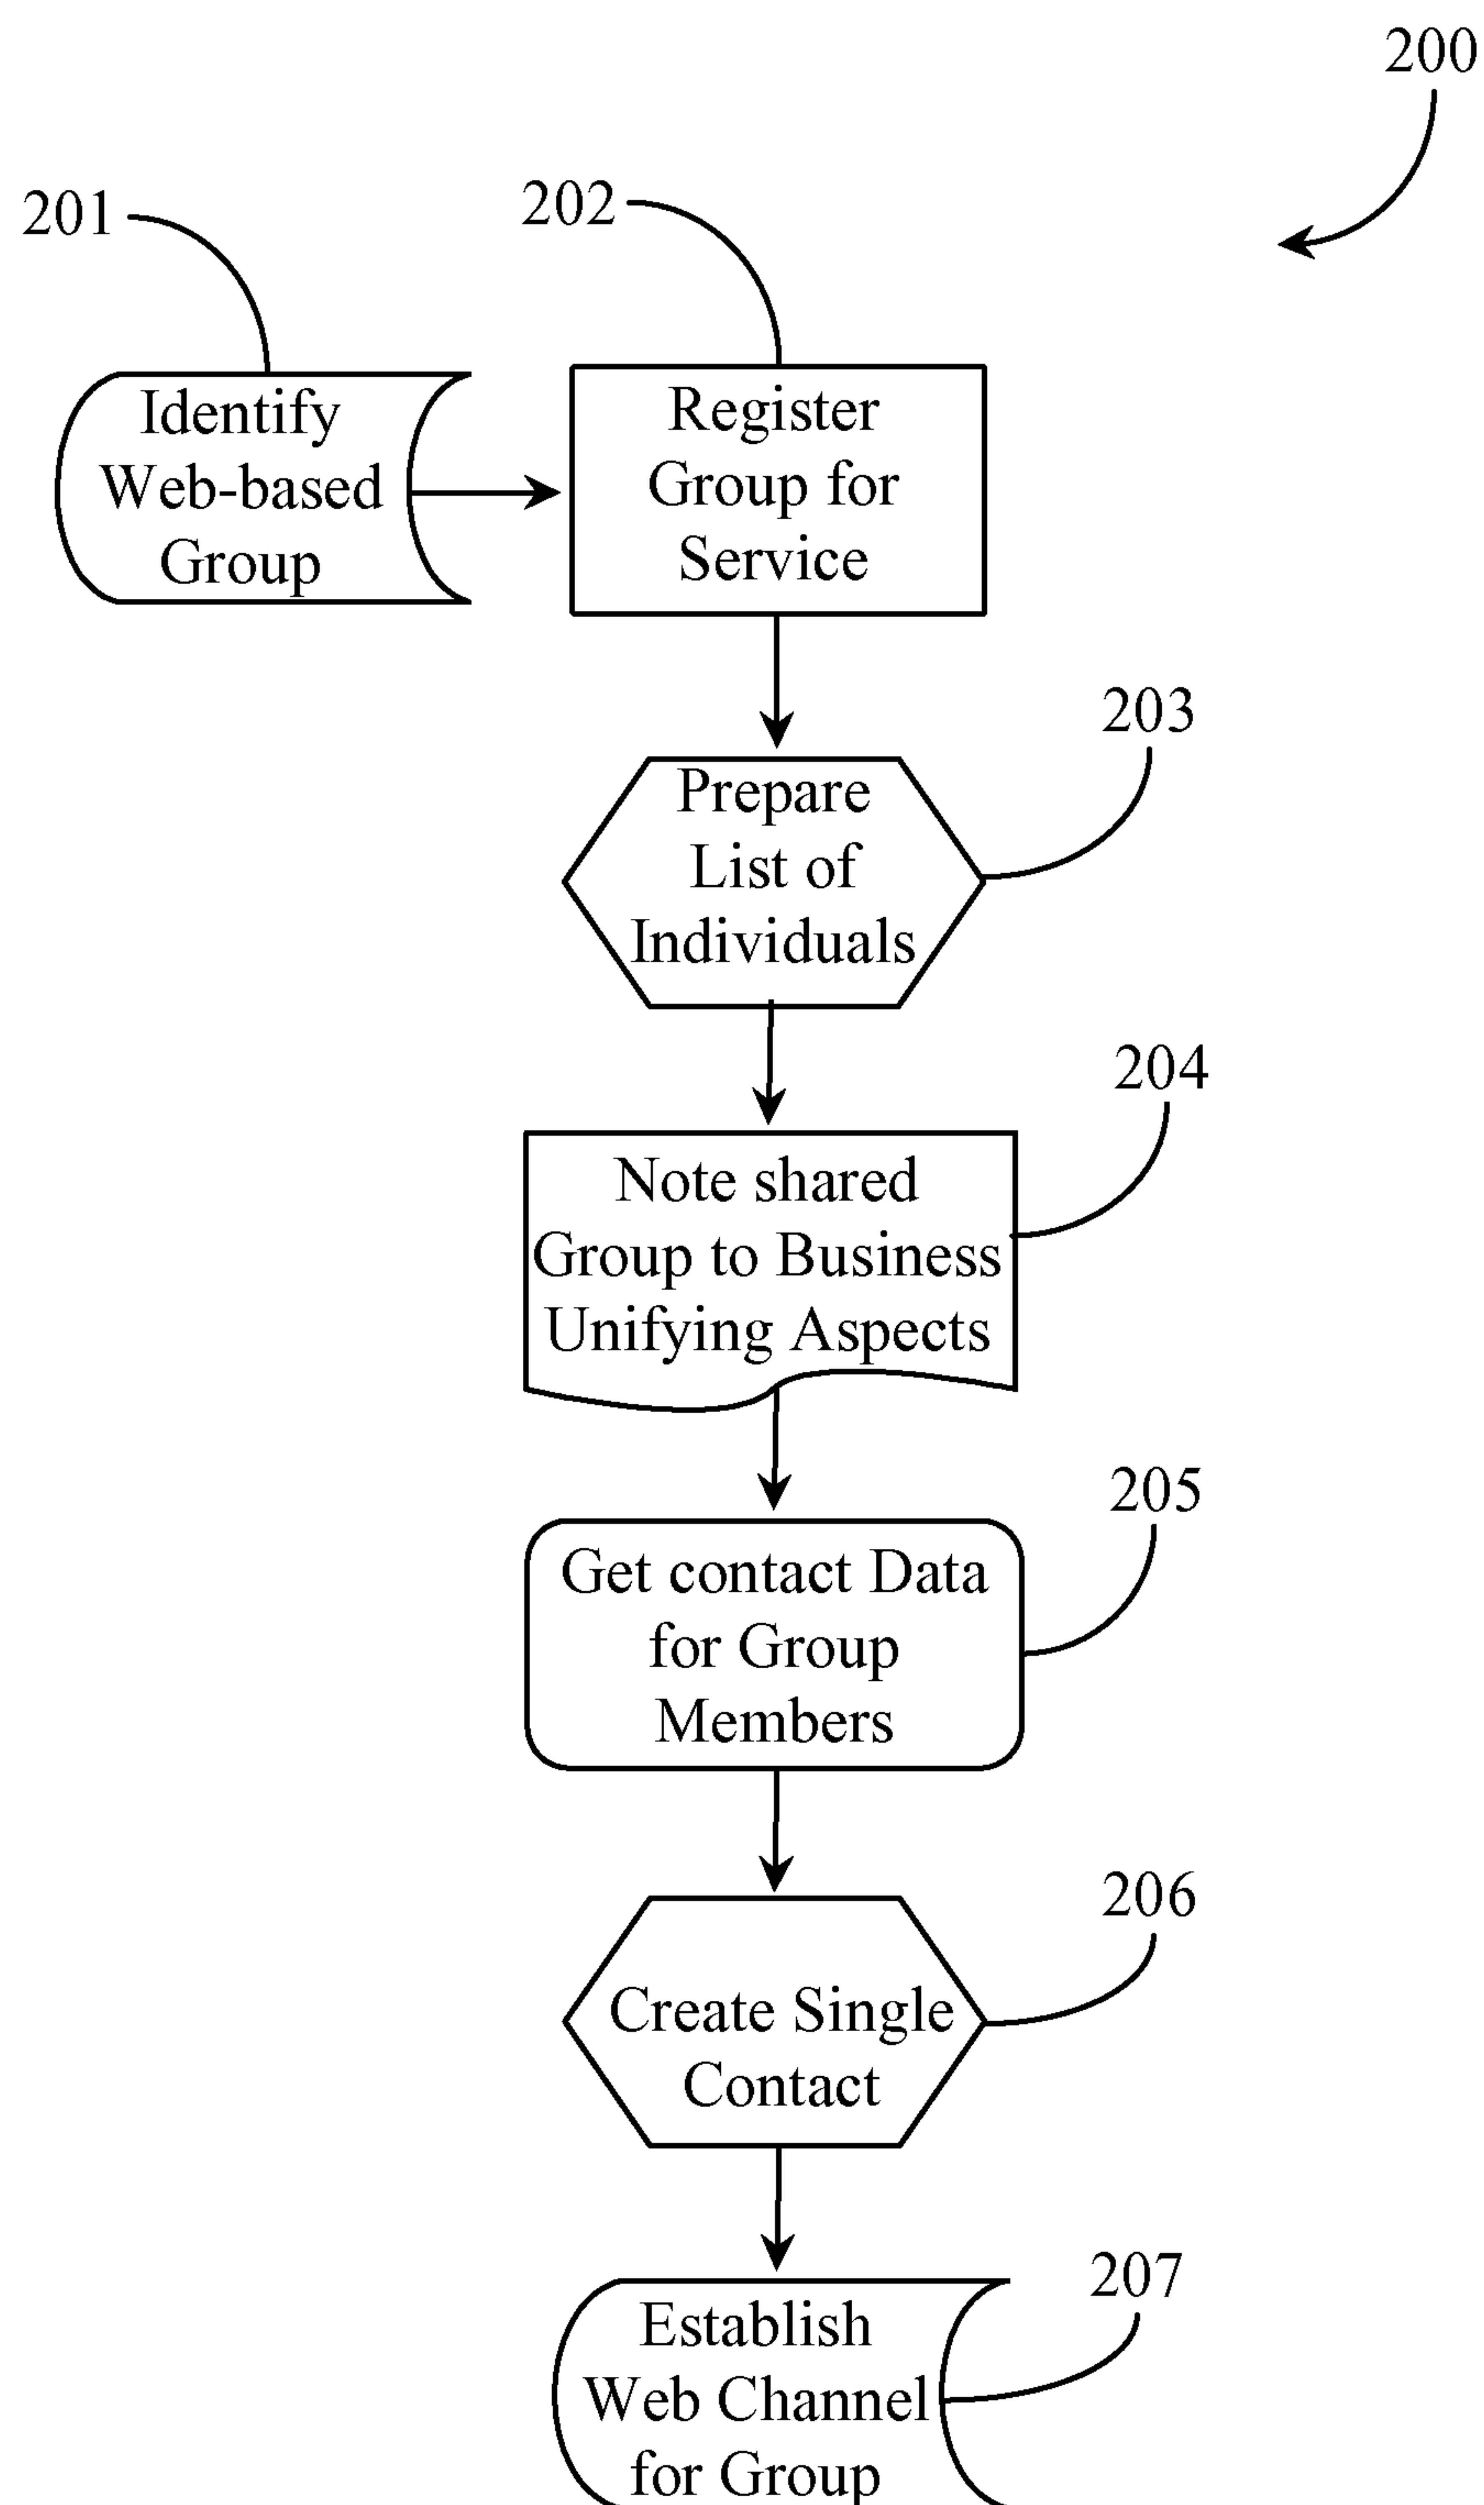 200
201
202
Identify
Web-based
Group
Register
Group for
Service
203
Prepare
List of
Individuals
204
Note shared
Group to Business
Unifying Aspects
205
Get contact Data
for Group
Members
206
Create Single
Contact
207
Establish
Web Channel
for Group